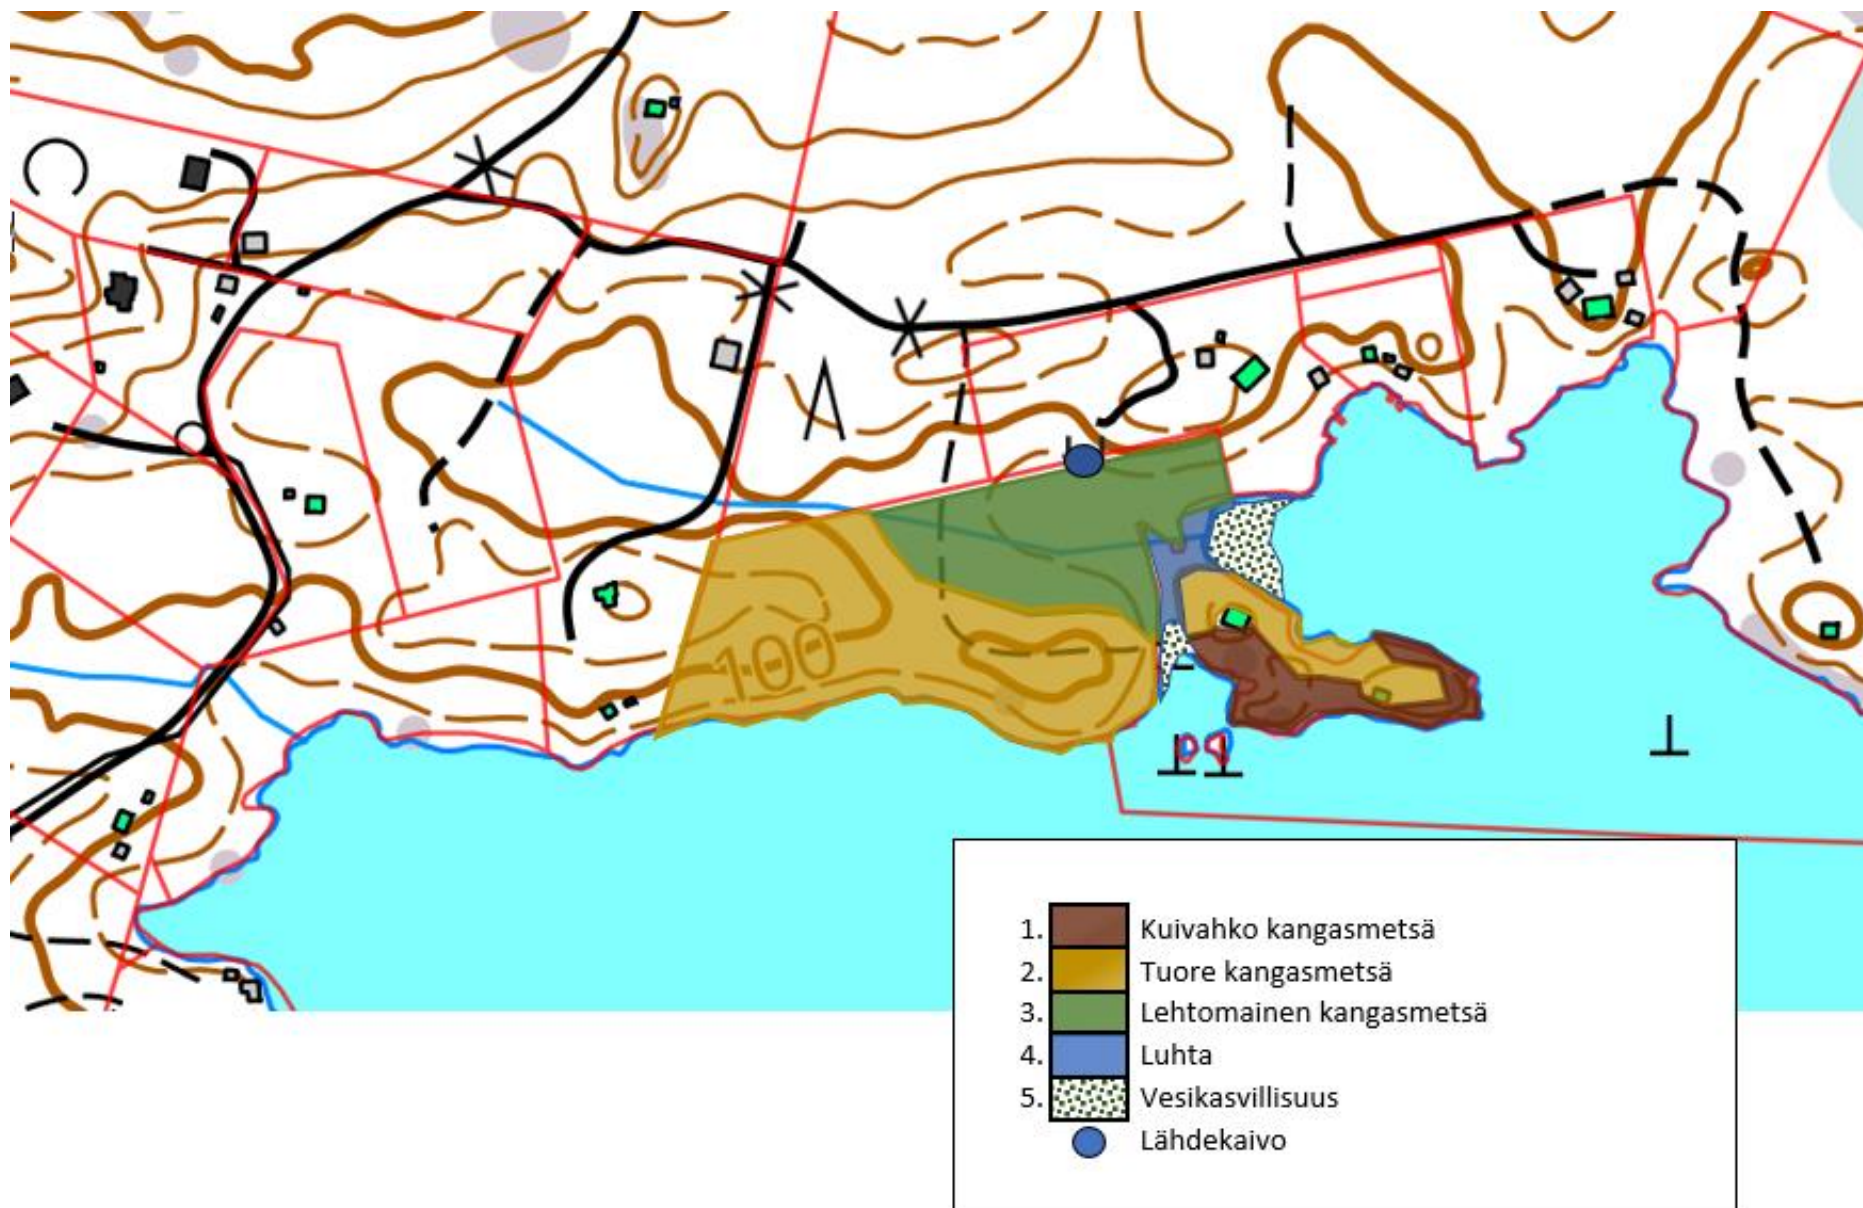 100
1. Kuivahko kangasmetsä
2. Tuore kangasmetsä
3. Lehtomainen kangasmetsä
4. Luhta
5. Vesikasvillisuus
Lähdekaivo